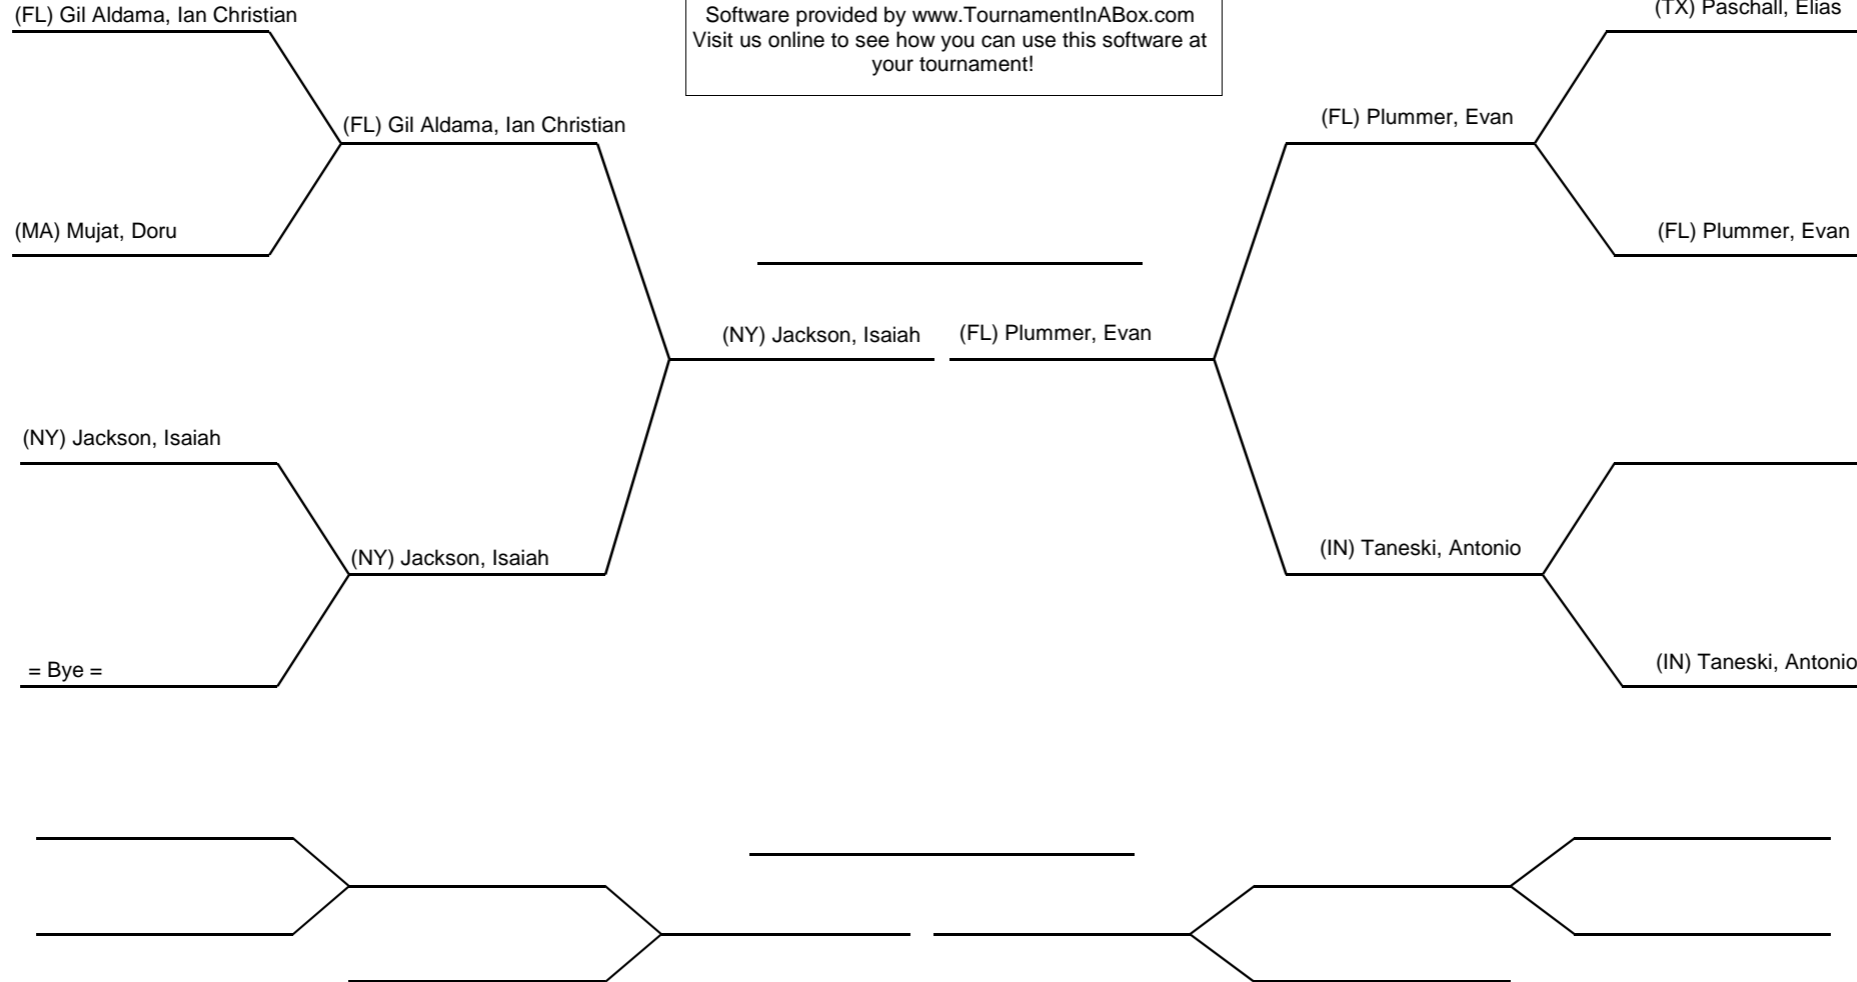 (FL) Gil Aldama, Ian Christian
Software provided by www.TournamentInABox.com
Visit us online to see how you can use this software at
your tournament!
(TX) Paschall, Elias
(FL) Gil Aldama, Ian Christian
(FL) Plummer, Evan
(MA) Mujat, Doru
(FL) Plummer, Evan
(NY) Jackson, Isaiah
(FL) Plummer, Evan
(NY) Jackson, Isaiah
(NY) Jackson, Isaiah
(IN) Taneski, Antonio
= Bye =
(IN) Taneski, Antonio